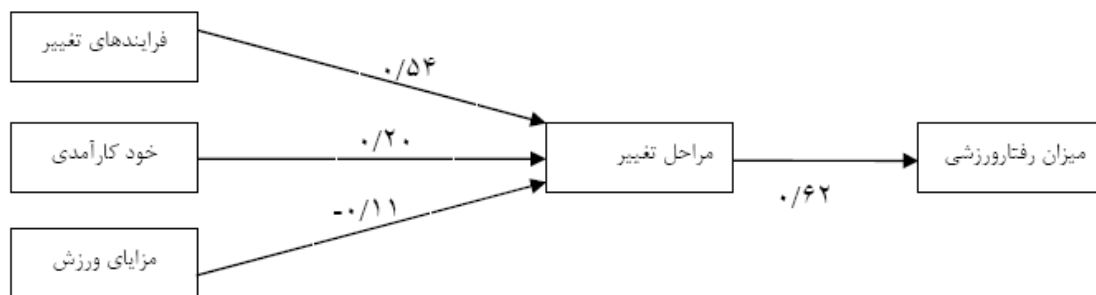 فرایندهای تغییر
۰/۵۴
خود کارآمدی
۰/۲۰
مراحل تغییر
میزان رفتارورزشی
۰/۶۲
-۰/۱۱
مزایای ورزش